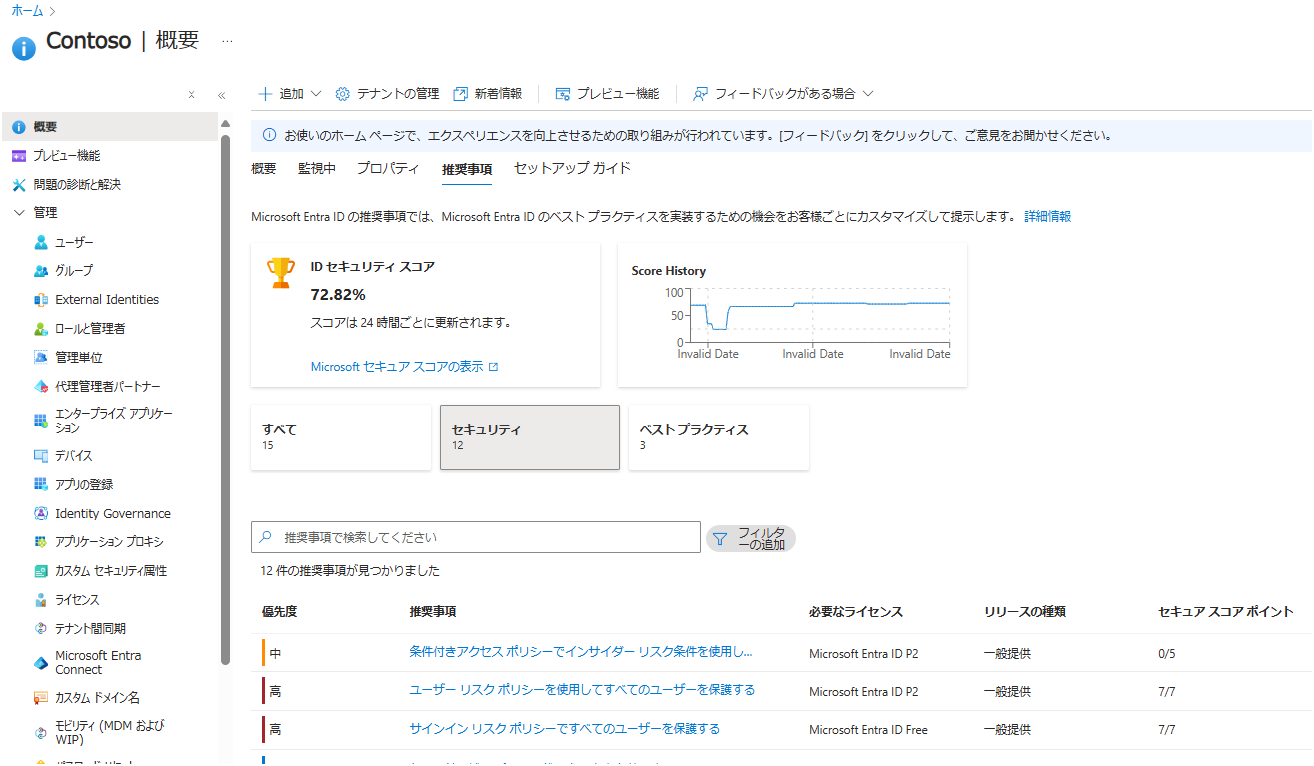 ホーム
Contoso | 概要 ...
追加
テナントの管理
新着情報
プレビュー機能
フィードバックがある場合
お使いのホーム ページで、エクスペリエンスを向上させるための取り組みが行われています。[フィードバック] をクリックして、ご意見をお聞かせください。
概要
プレビュー機能
問題の診断と解決
管理
ユーザー
グループ
External Identities
ロールと管理者
管理単位
代理管理者パートナー
エンタープライズ アプリケー
ション
デバイス
アプリの登録
Identity Governance
アプリケーション プロキシ
カスタム セキュリティ属性
ライセンス
テナント間同期
Microsoft Entra
Connect
カスタム ドメイン名
モビリティ (MDM および
WIP)
概要
監視中
プロパティ
推奨事項
セットアップ ガイド
Microsoft Entra ID の推奨事項では、Microsoft Entra ID のベスト プラクティスを実装するための機会をお客様ごとにカスタマイズして提示します。 詳細情報
ID セキュリティ スコア
72.82%
スコアは 24 時間ごとに更新されます。
Microsoft セキュア スコアの表示
Score History
100
50
0
Invalid Date
Invalid Date
Invalid Date
すべて
15
セキュリティ
12
ベスト プラクティス
3
推奨事項で検索してください
フィルタ
ーの追加
12 件の推奨事項が見つかりました
優先度 推奨事項 必要なライセンス リリースの種類 セキュア スコア ポイント
中 条件付きアクセス ポリシーでインサイダー リスク条件を使用し... Microsoft Entra ID P2 一般提供 0/5
高 ユーザー リスク ポリシーを使用してすべてのユーザーを保護する Microsoft Entra ID P2 一般提供 7/7
高 サインイン リスク ポリシーですべてのユーザーを保護する Microsoft Entra ID Free 一般提供 7/7